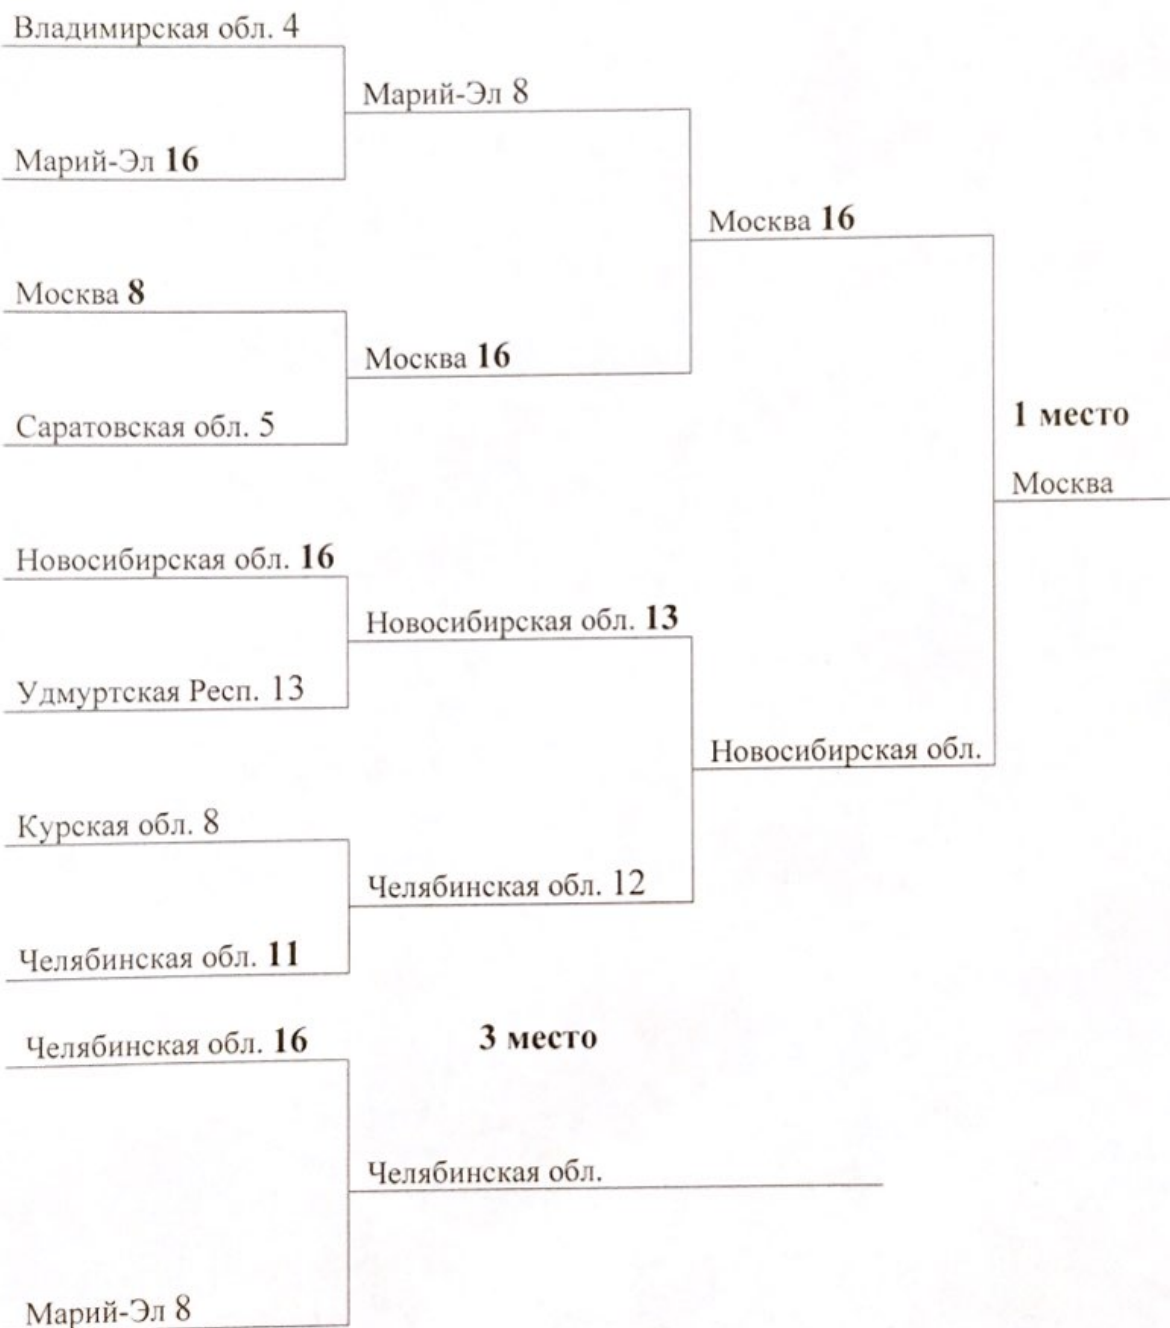 Владимирская обл. 4
Марий-Эл 8
Марий-Эл 16
Москва 16
Москва 8
Москва 16
Саратовская обл. 5
1 место
Москва
Новосибирская обл. 16
Новосибирская обл. 13
Удмуртская Респ. 13
Новосибирская обл.
Курская обл. 8
Челябинская обл. 12
Челябинская обл. 11
Челябинская обл. 16
3 место
Челябинская обл.
Марий-Эл 8